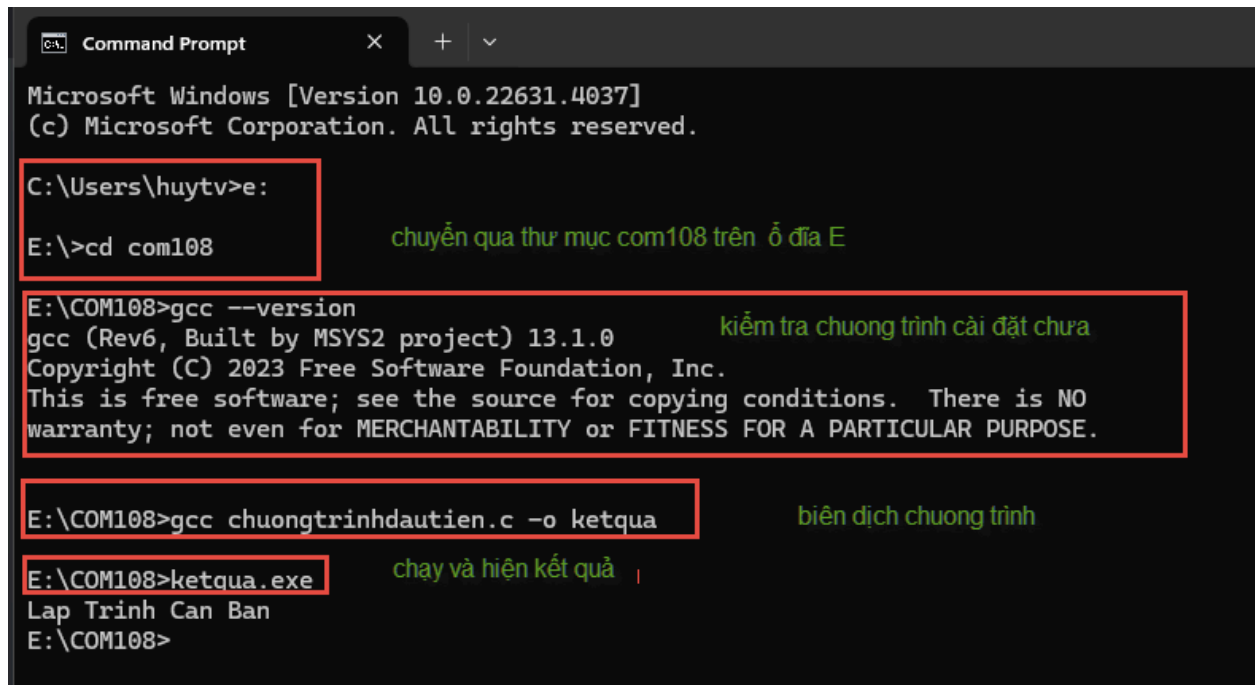 Command Prompt
Microsoft Windows [Version 10.0.22631.4037]
(c) Microsoft Corporation. All rights reserved.
C:\Users\huytv>e:
chuyển qua thư mục com108 trên ổ đĩa E
E:\>cd com108
E:\COM108>gcc --version
kiểm tra chuong trình cài đặt chưa
gcc (Rev6, Built by MSYS2 project) 13.1.0
Copyright (C) 2023 Free Software Foundation, Inc.
This is free software; see the source for copying conditions.  There is NO
warranty; not even for MERCHANTABILITY or FITNESS FOR A PARTICULAR PURPOSE.
E:\COM108>gcc chuongtrinhdautien.c -o ketqua
biên dịch chuong trình
E:\COM108>ketqua.exe
chạy và hiện kết quả
Lap Trinh Can Ban
E:\COM108>